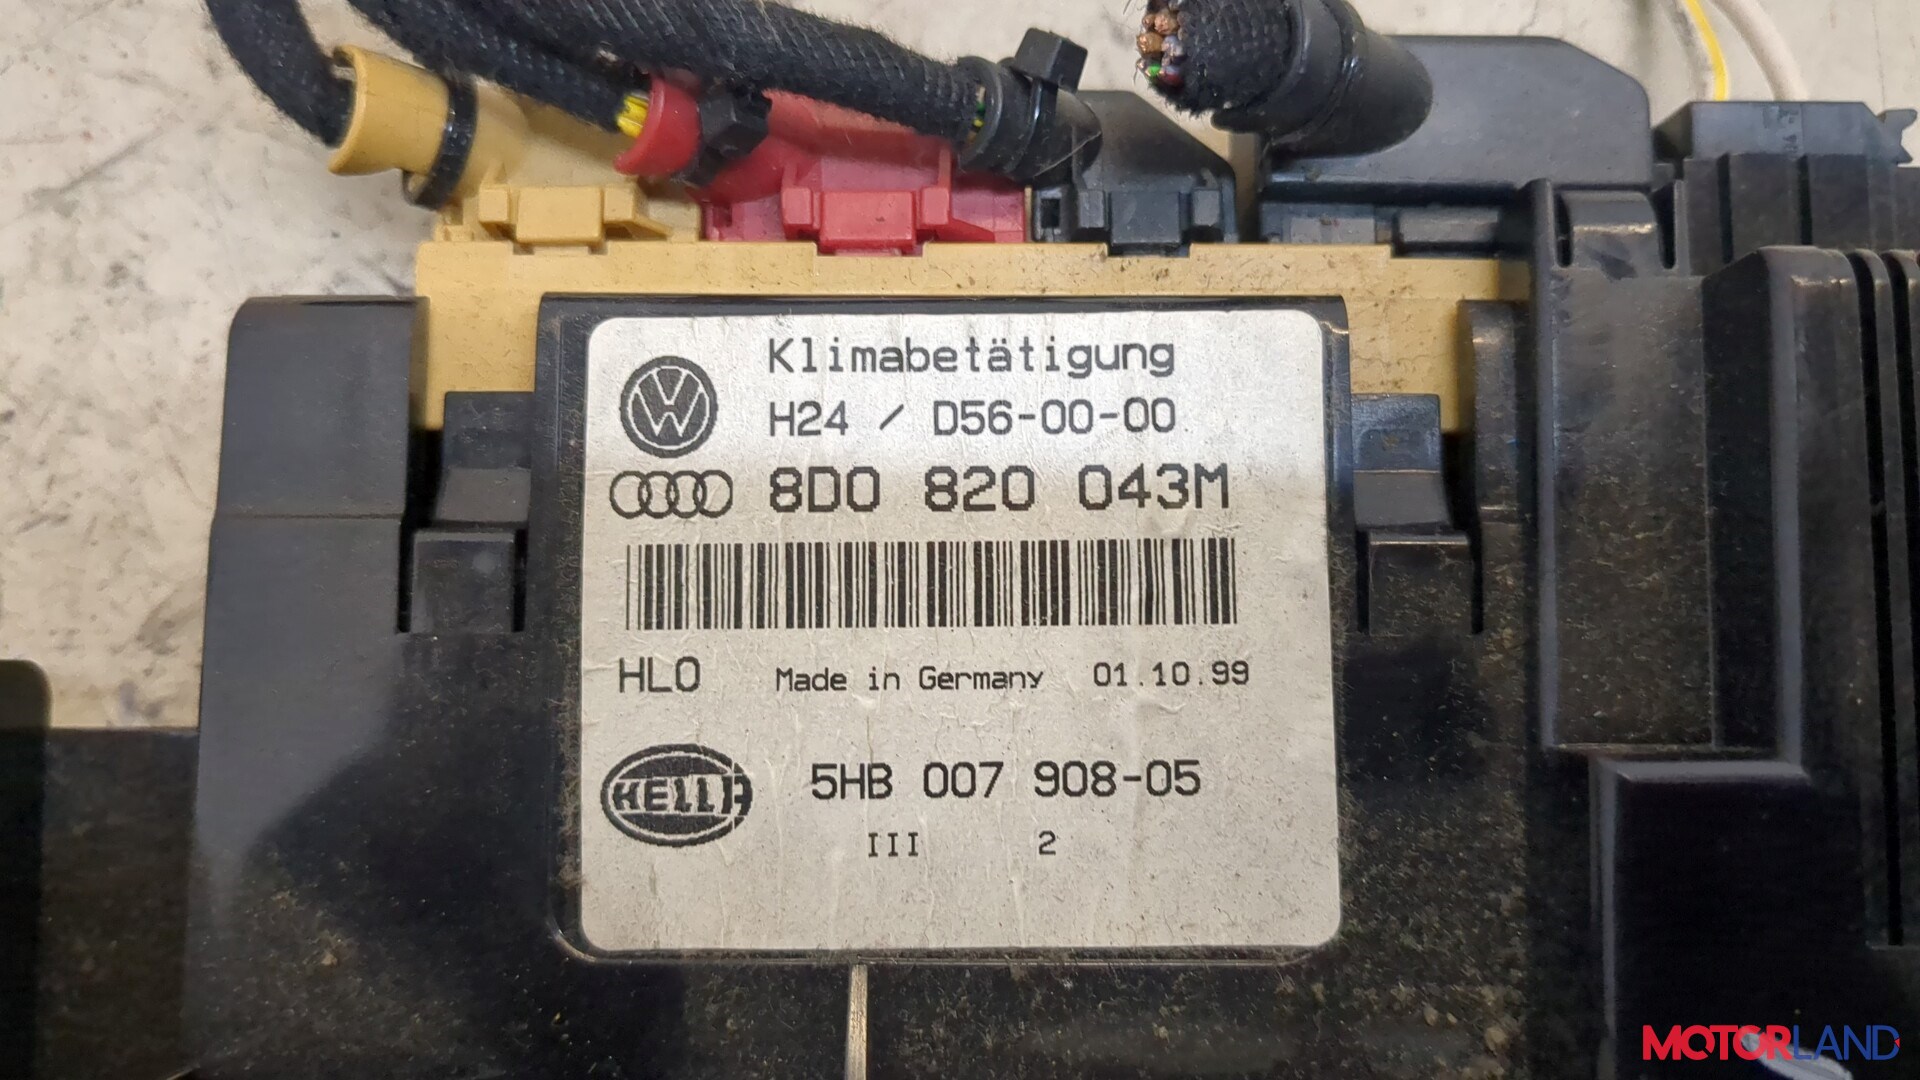 Klimabetätigung
H24 / D56-00-00
8D0 820 043M
HLO Made in Germany 01.10.99
HELLA 5HB 007 908-05
III 2
MOTORLAND